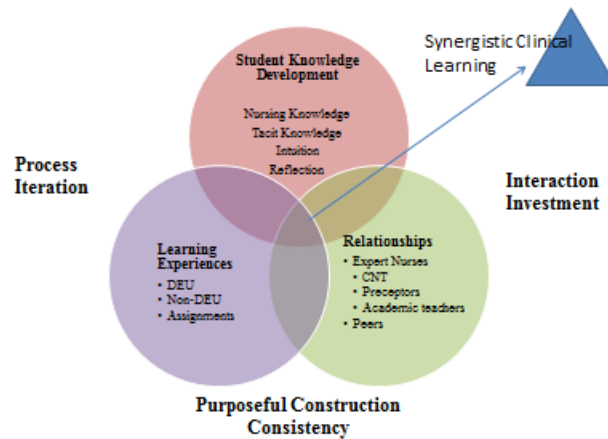 Synergistic Clinical
Learning
Student Knowledge
Development
Nursing Knowledge
Tacit Knowledge
Intuition
Reflection
Process
Iteration
Interaction
Investment
Learning
Experiences
• DEU
• Non-DEU
• Assignments
Relationships
• Expert Nurses
• CNT
• Preceptors
• Academic teachers
• Peers
Purposeful Construction
Consistency